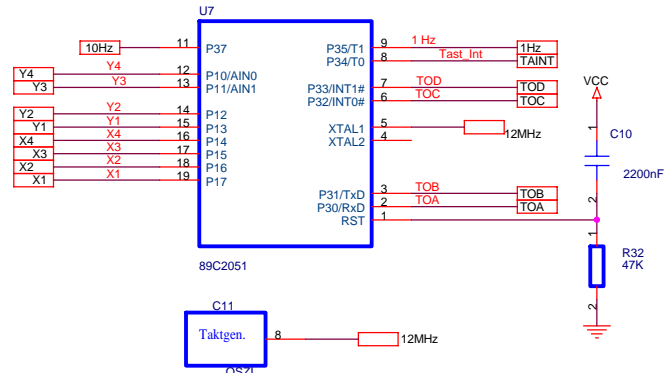 U7
10Hz 11 P37 P35/T1 9 1 Hz 1Hz
P34/T0 8 Tast_Int TAINT
Y4 Y4 12 P10/AIN0
Y3 Y3 13 P11/AIN1
P33/INT1# 7 TOD TOD
P32/INT0# 6 TOC TOC
VCC
Y2 Y2 14 P12
Y1 Y1 15 P13
X4 X4 16 P14
X3 X3 17 P15
X2 X2 18 P16
X1 X1 19 P17
XTAL1 5 12MHz
XTAL2 4
1 C10
2200nF
2
P31/TxD 3 TOB TOB
P30/RxD 2 TOA TOA
RST 1
1 R32
47K
2
89C2051
C11
Taktgen. 8 12MHz